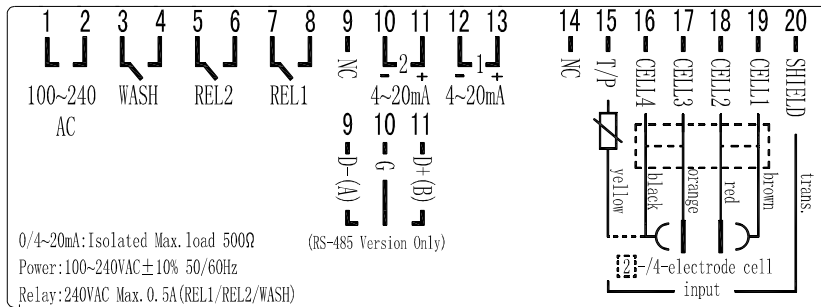 1 2 3 4 5 6 7 8 9 10 11 12 13 14 15 16 17 18 19 20
NC - 2 + - 1 + NC T/P CELL4 CELL3 CELL2 CELL1 SHIELD
100~240 WASH REL2 REL1 4~20mA 4~20mA
AC
9 10 11
D-(A) G D+(B)
yellow black orange red brown trans.
0/4~20mA:Isolated Max.load 500Ω
(RS-485 Version Only)
Power:100~240VAC±10% 50/60Hz
2-/4-electrode cell
Relay:240VAC Max.0.5A(REL1/REL2/WASH)
input